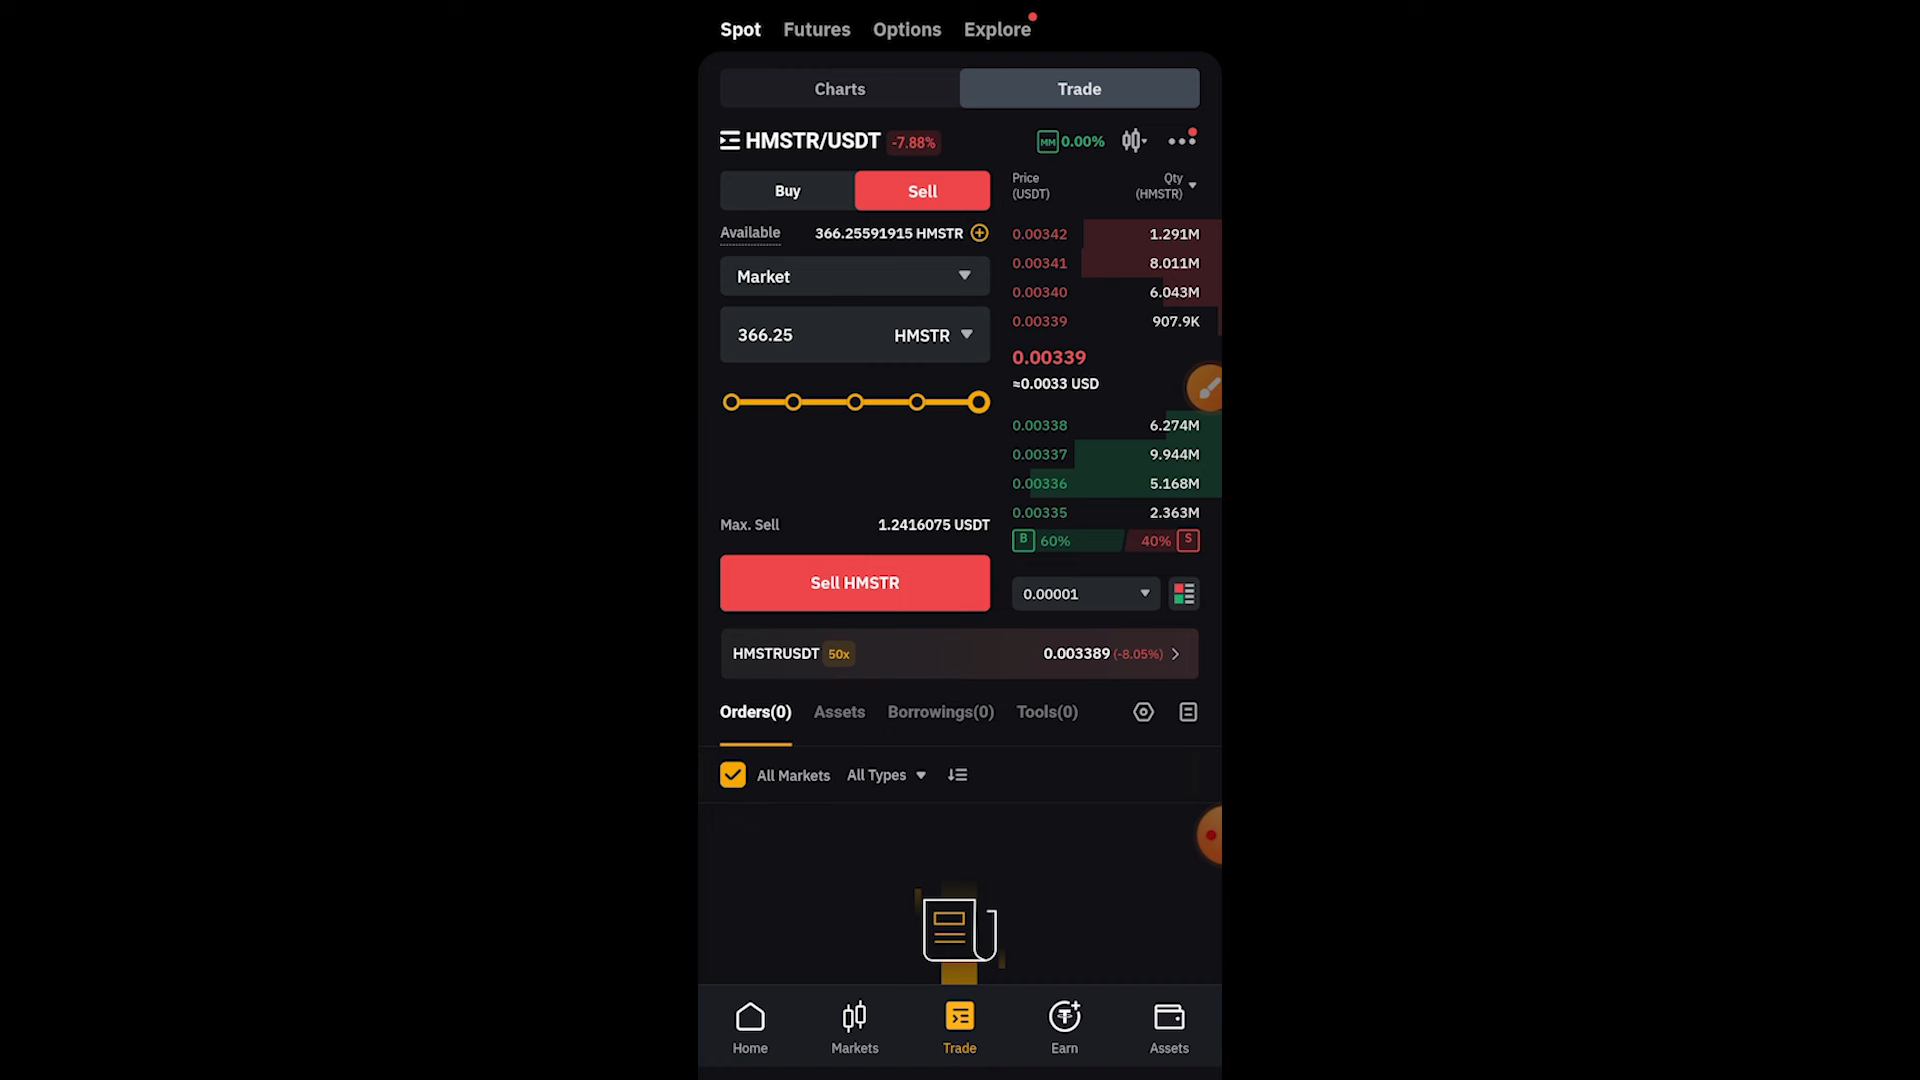 Spot Futures Options Explore
Charts Trade
HMSTR/USDT -7.88% MM 0.00%
Buy Sell
Available 366.25591915 HMSTR
Market
366.25 HMSTR
Max. Sell 1.2416075 USDT
Sell HMSTR
Price Qty
(USDT) (HMSTR)
0.00342 1.291M
0.00341 8.011M
0.00340 6.043M
0.00339 907.9K
0.00339
≈0.0033 USD
0.00338 6.274M
0.00337 9.944M
0.00336 5.168M
0.00335 2.363M
B 60% 40% S
0.00001
HMSTRUSDT 50x 0.003389 (-8.05%)
Orders(0) Assets Borrowings(0) Tools(0)
All Markets All Types
Home Markets Trade Earn Assets